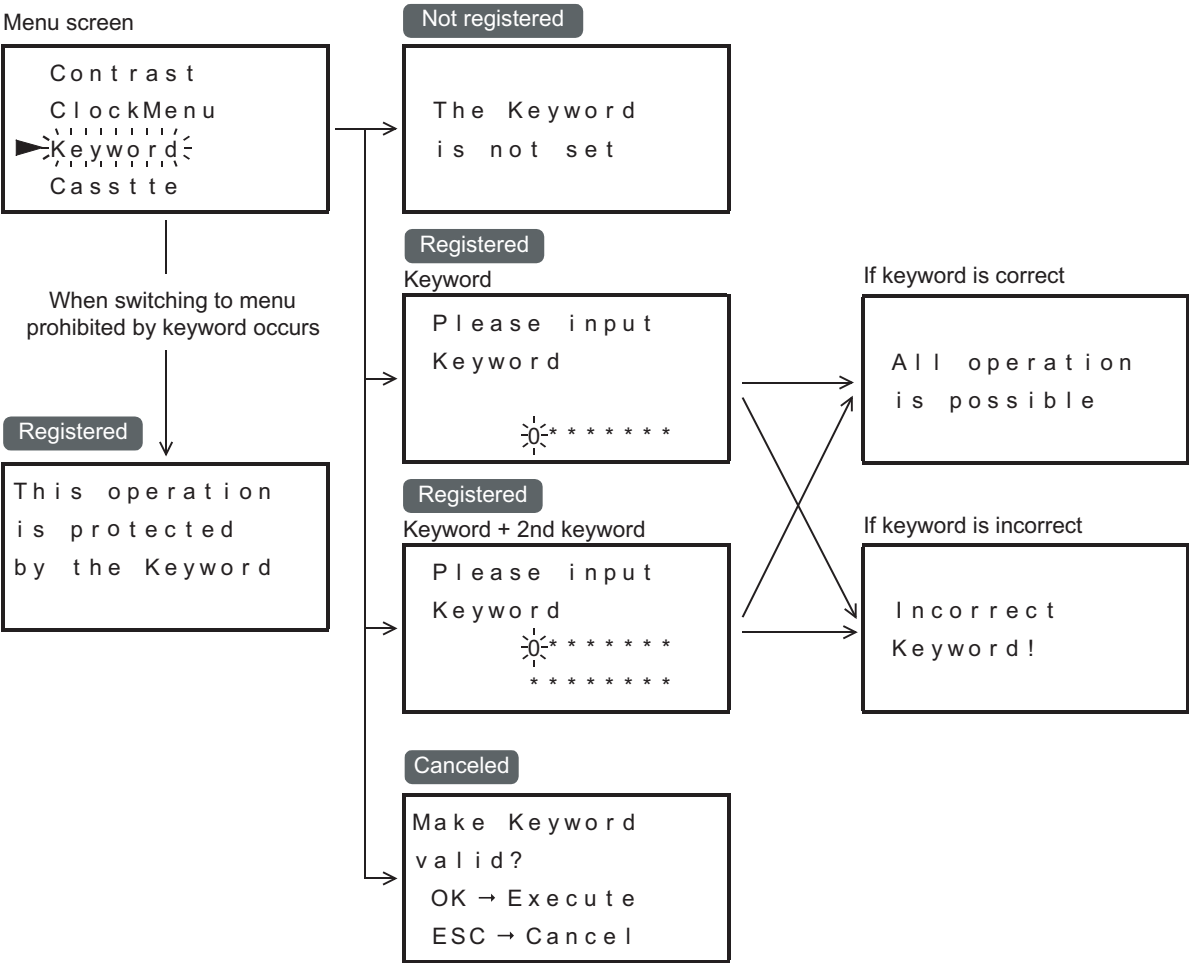 Menu screen
Contrast
ClockMenu
Keyword
Casstte
When switching to menu
prohibited by keyword occurs
Registered
This operation
is protected
by the Keyword
Not registered
The Keyword
is not set
Registered
Keyword
Please input
Keyword
0*******
Registered
Keyword + 2nd keyword
Please input
Keyword
0*******
********
Canceled
Make Keyword
valid?
OK → Execute
ESC → Cancel
If keyword is correct
All operation
is possible
If keyword is incorrect
Incorrect
Keyword!